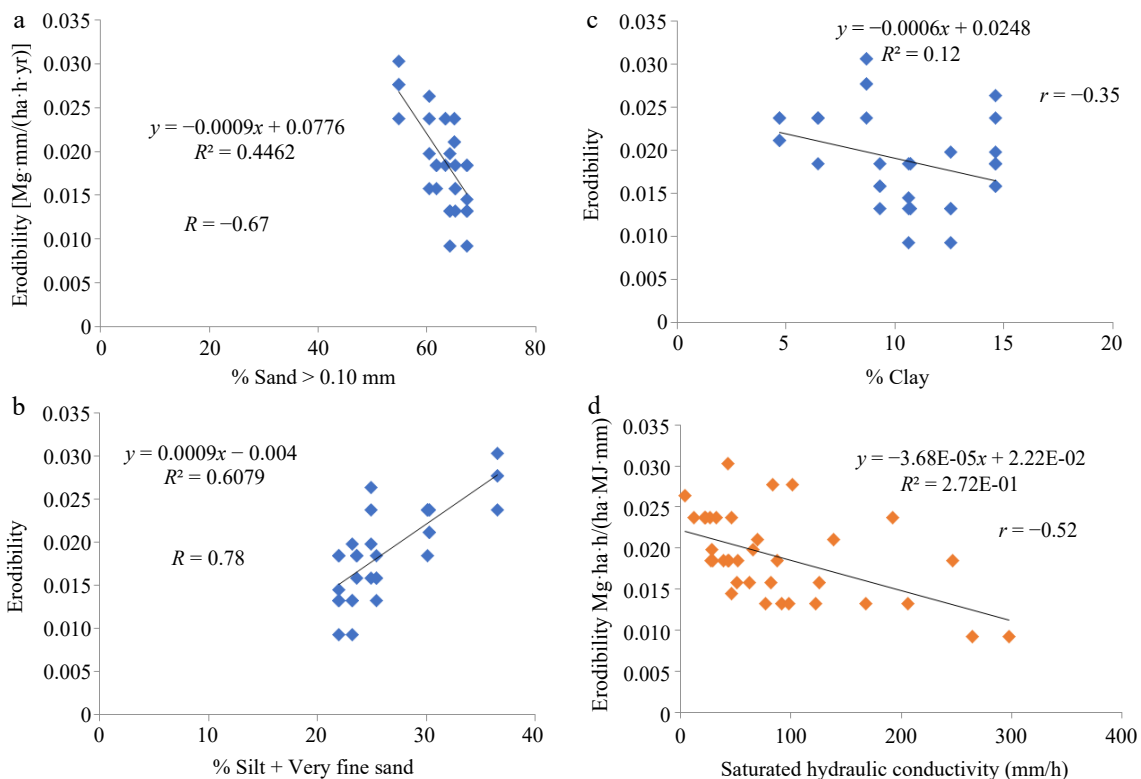 a
Erodibility [Mg·mm/(ha·h·yr)]
0.035
0.030
0.025
0.020
0.015
0.010
0.005
0
y = −0.0009x + 0.0776
R² = 0.4462
R = −0.67
0
20
40
60
80
% Sand > 0.10 mm
c
Erodibility
0.035
0.030
0.025
0.020
0.015
0.010
0.005
0
y = −0.0006x + 0.0248
R² = 0.12
r = −0.35
0
5
10
15
20
% Clay
b
Erodibility
0.035
0.030
0.025
0.020
0.015
0.010
0.005
0
y = 0.0009x − 0.004
R² = 0.6079
R = 0.78
0
10
20
30
40
% Silt + Very fine sand
d
Erodibility Mg·ha·h/(ha·MJ·mm)
0.035
0.030
0.025
0.020
0.015
0.010
0.005
0
y = −3.68E-05x + 2.22E-02
R² = 2.72E-01
r = −0.52
0
100
200
300
400
Saturated hydraulic conductivity (mm/h)